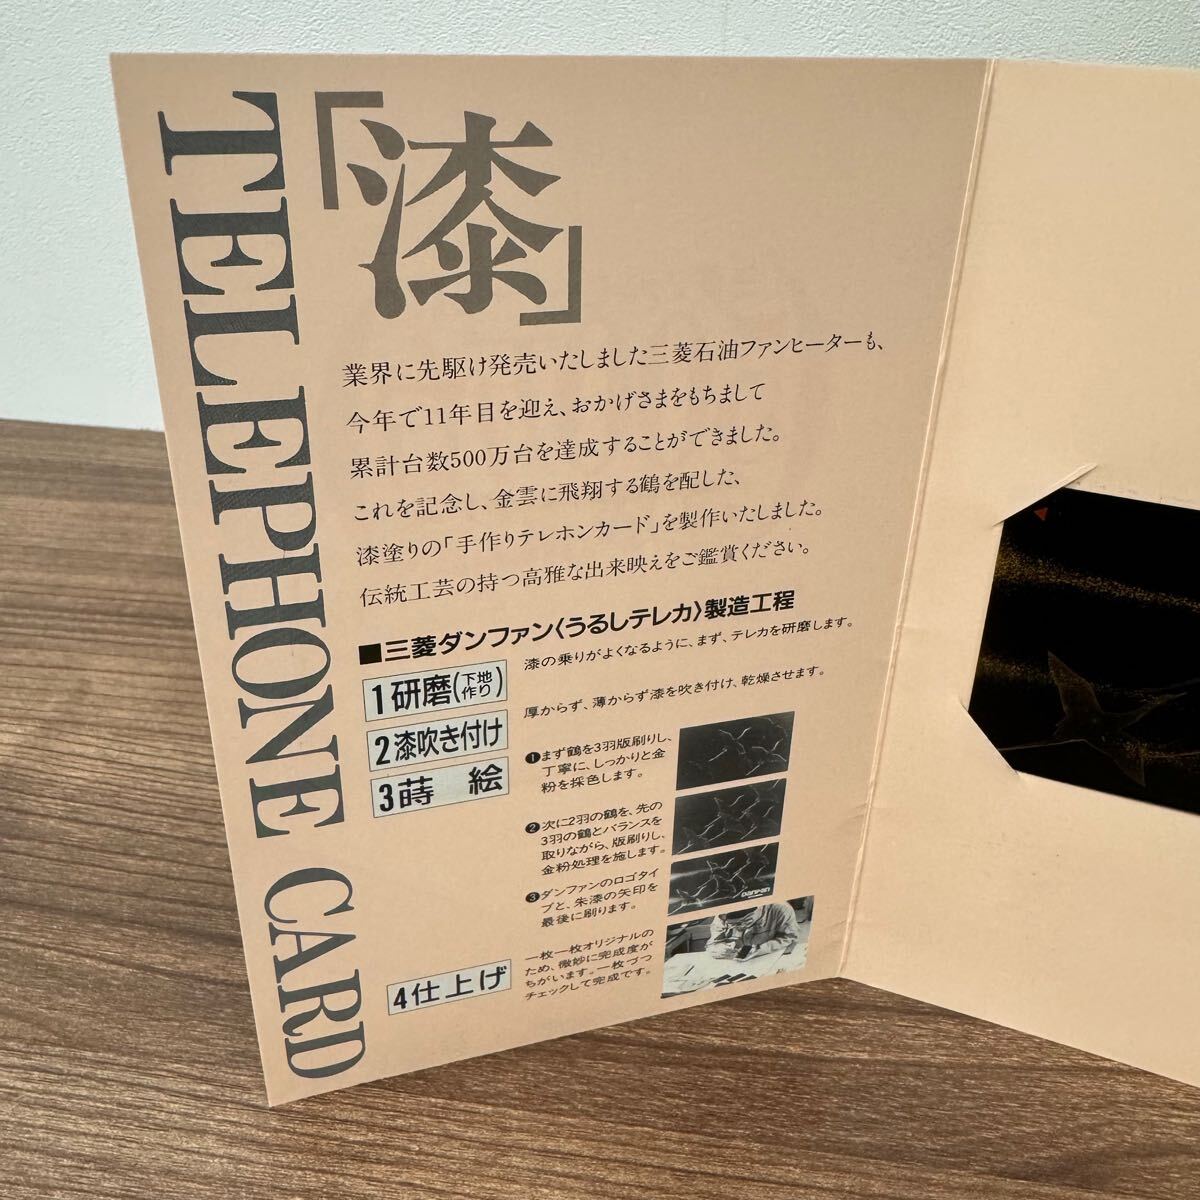 TELEPHONE CARD
「漆」
業界に先駆け発売いたしました三菱石油ファンヒーターも、
今年で11年目を迎え、おかげさまをもちまして
累計台数500万台を達成することができました。
これを記念し、金雲に飛翔する鶴を配した、
漆塗りの「手作りテレホンカード」を製作いたしました。
伝統工芸の持つ高雅な出来映えをご鑑賞ください。
■三菱ダンファン〈うるしテレカ〉製造工程
1研磨(下地作り)
漆の乗りがよくなるように、まず、テレカを研磨します。
2漆吹き付け
厚からず、薄からず漆を吹き付け、乾燥させます。
3蒔 絵
❶まず鶴を3羽版刷りし、
丁寧に、しっかりと金
粉を採色します。
❷次に2羽の鶴を、先の
3羽の鶴とバランスを
取りながら、版刷りし、
金粉処理を施します。
❸ダンファンのロゴタイ
プと、朱漆の矢印を
最後に刷ります。
4仕上げ
一枚一枚オリジナルの
ため、微妙に完成度が
ちがいます。一枚づつ
チェックして完成です。